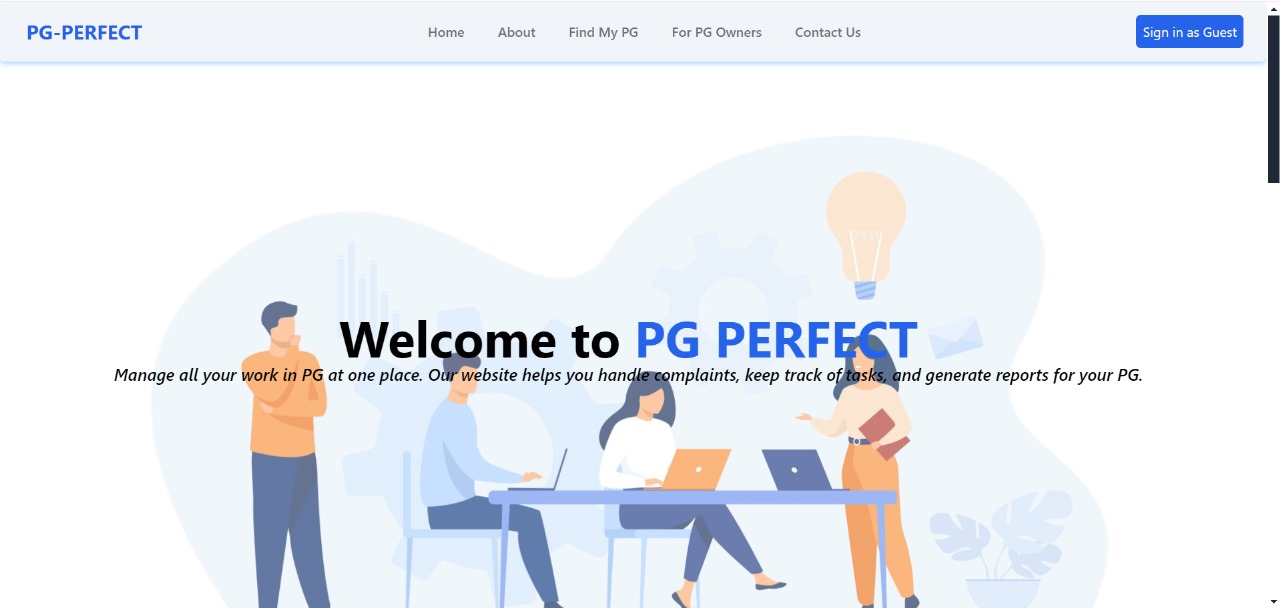 PG-PERFECT
Home About Find My PG For PG Owners Contact Us
Sign in as Guest
Welcome to PG PERFECT
Manage all your work in PG at one place. Our website helps you handle complaints, keep track of tasks, and generate reports for your PG.